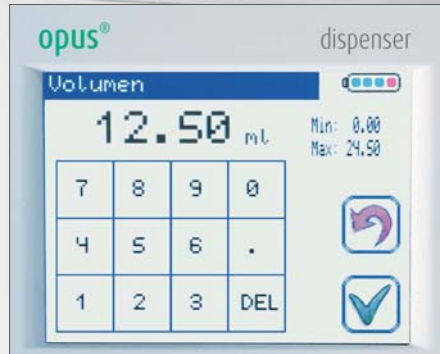 opus® dispenser
Volumen
12.50 ml
Min: 0.00
Max: 24.50
7 8 9 0
4 5 6 .
1 2 3 DEL